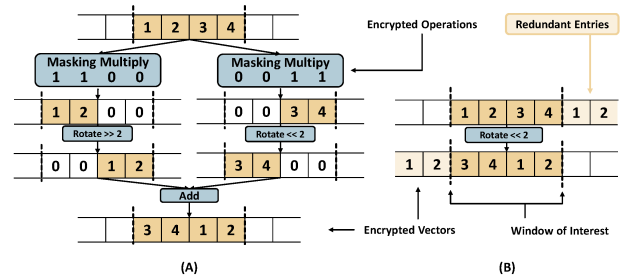 1 2 3 4
Encrypted Operations
Redundant Entries
Masking Multipy
1 1 0 0
Masking Multiply
0 0 1 1
1 2 0 0
0 0 3 4
1 2 3 4 1 2
Rotate >> 2
Rotate << 2
Rotate << 2
0 0 1 2
3 4 0 0
1 2 3 4 1 2
Add
3 4 1 2
Encrypted Vectors
Window of Interest
(A)
(B)